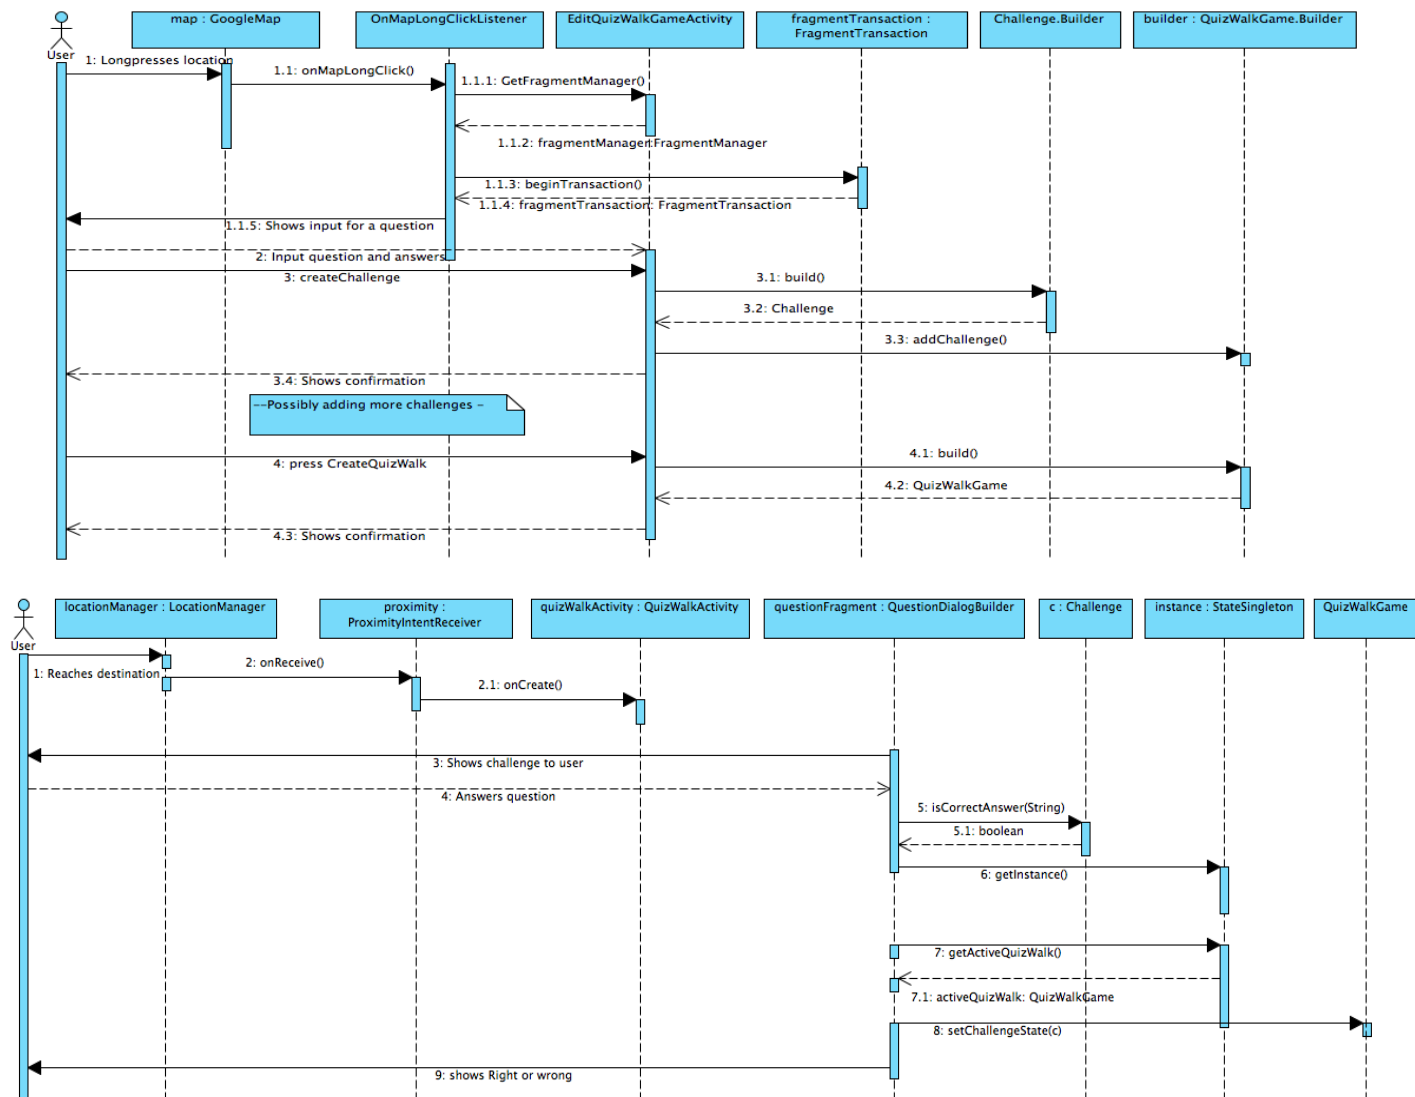 map : GoogleMap
OnMapLongClickListener
EditQuizWalkGameActivity
fragmentTransaction :
FragmentTransaction
Challenge.Builder
builder : QuizWalkGame.Builder
User
1: Longpresses location
1.1: onMapLongClick()
1.1.1: GetFragmentManager()
1.1.2: fragmentManager:FragmentManager
1.1.3: beginTransaction()
1.1.4: fragmentTransaction: FragmentTransaction
1.1.5: Shows input for a question
2: Input question and answers
3: createChallenge
3.1: build()
3.2: Challenge
3.3: addChallenge()
3.4: Shows confirmation
--Possibly adding more challenges -
4: press CreateQuizWalk
4.1: build()
4.2: QuizWalkGame
4.3: Shows confirmation
locationManager : LocationManager
proximity :
ProximityIntentReceiver
quizWalkActivity : QuizWalkActivity
questionFragment : QuestionDialogBuilder
c : Challenge
instance : StateSingleton
QuizWalkGame
User
1: Reaches destination
2: onReceive()
2.1: onCreate()
3: Shows challenge to user
4: Answers question
5: isCorrectAnswer(String)
5.1: boolean
6: getInstance()
7: getActiveQuizWalk()
7.1: activeQuizWalk: QuizWalkGame
8: setChallengeState(c)
9: shows Right or wrong